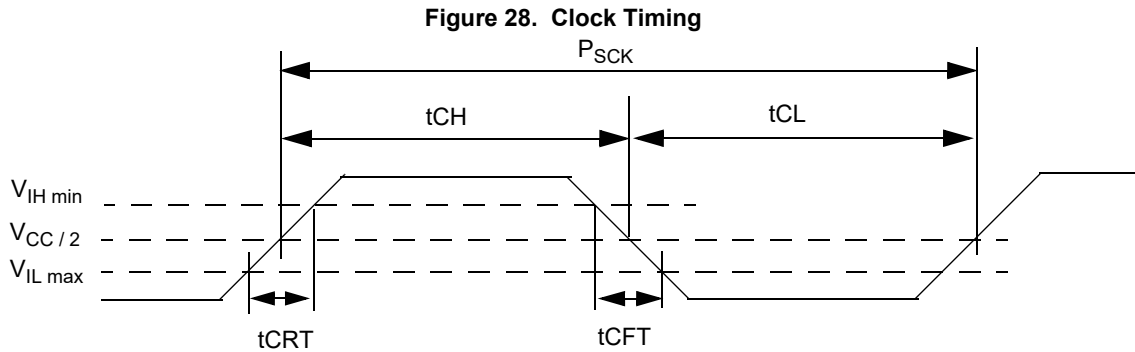 Figure 28. Clock Timing
PSCK
tCH
tCL
VIH min
VCC / 2
VIL max
tCRT
tCFT